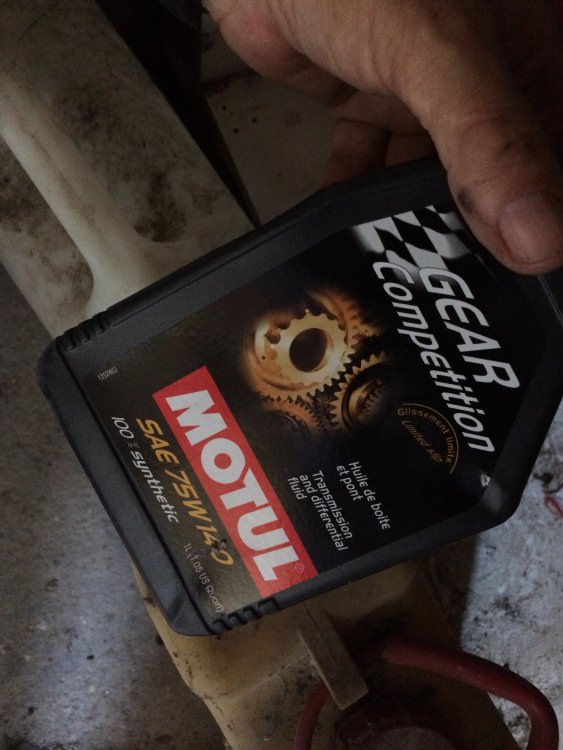 GEAR
Competition
Glissement limite
Limited slip
Huile de boîte
et pont
Transmission
and differential
fluid
MOTUL®
SAE 75W140
100% synthetic
1L (1.05 US Quart)